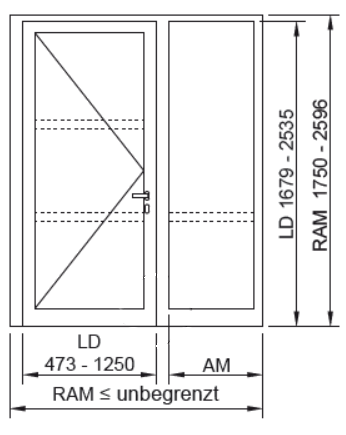 LD 1679 - 2535
RAM 1750 - 2596
LD
473 - 1250
AM
RAM ≤ unbegrenzt